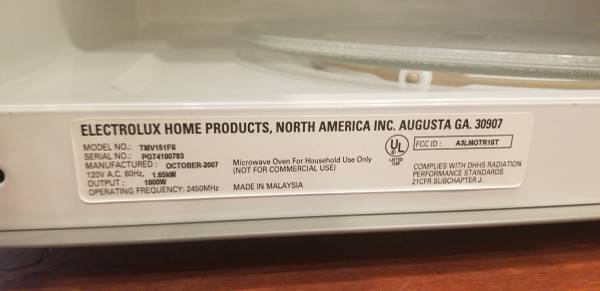 ELECTROLUX HOME PRODUCTS, NORTH AMERICA INC. AUGUSTA GA. 30907
MODEL NO.: TMV151FS
SERIAL NO.: PG74100783
MANUFACTURED : OCTOBER-2007
120V A.C. 60Hz, 1.65kW
OUTPUT : 1000W
OPERATING FREQUENCY: 2450MHz
Microwave Oven For Household Use Only
(NOT FOR COMMERCIAL USE)
MADE IN MALAYSIA
UL
LISTED
FCC ID : A3LMOTR1ST
COMPLIES WITH DHHS RADIATION
PERFORMANCE STANDARDS
21CFR SUBCHAPTER J.